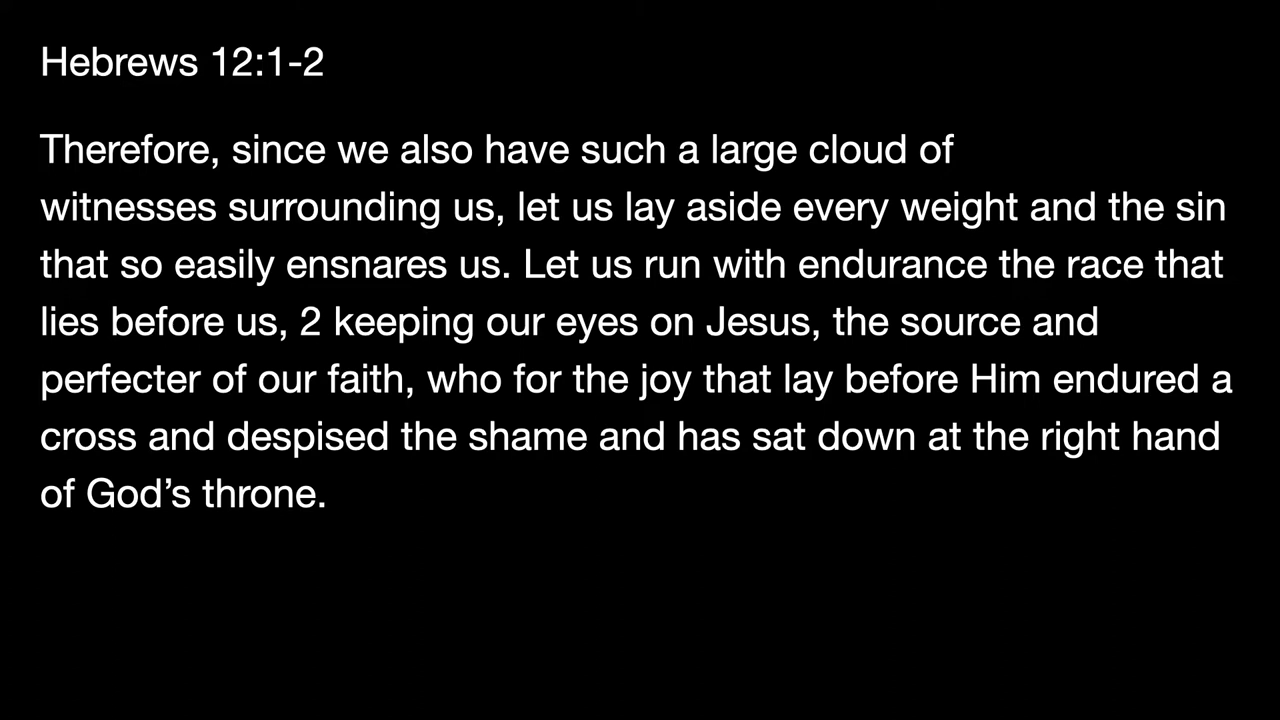 Hebrews 12:1-2
Therefore, since we also have such a large cloud of
witnesses surrounding us, let us lay aside every weight and the sin
that so easily ensnares us. Let us run with endurance the race that
lies before us, 2 keeping our eyes on Jesus, the source and
perfecter of our faith, who for the joy that lay before Him endured a
cross and despised the shame and has sat down at the right hand
of God’s throne.